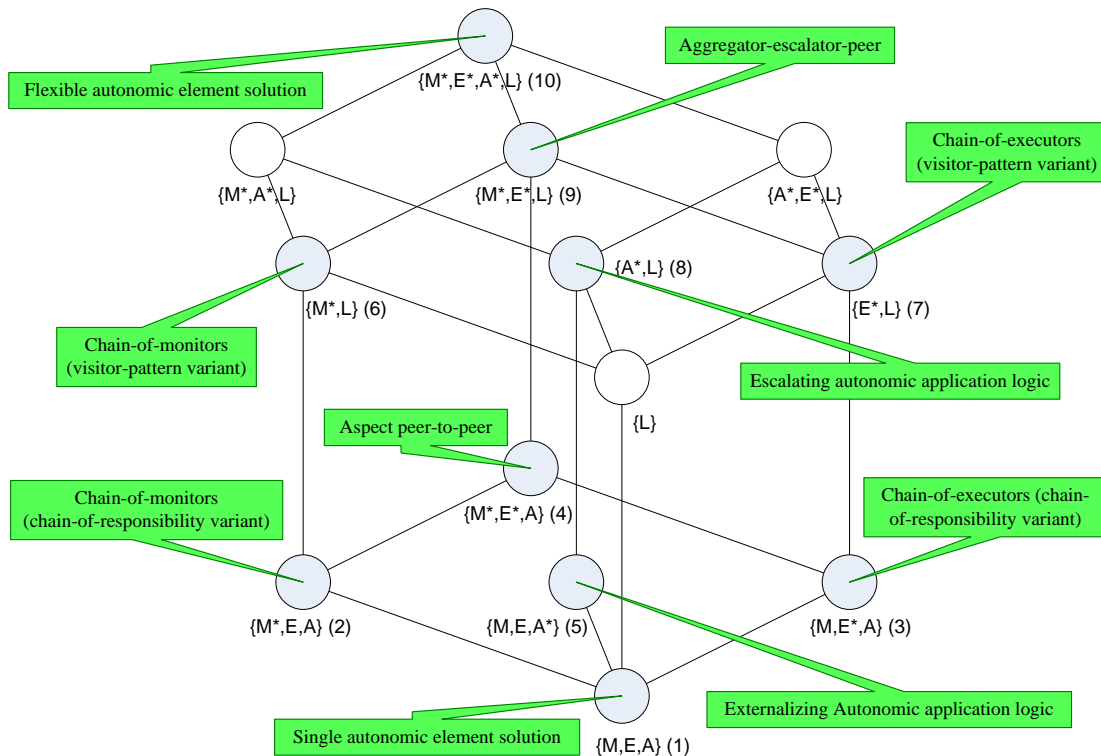 Aggregator-escalator-peer
Flexible autonomic element solution
{M*,E*,A*,L} (10)
Chain-of-executors
(visitor-pattern variant)
{M*,A*,L}
{M*,E*,L} (9)
{A*,E*,L}
{A*,L} (8)
{M*,L} (6)
{E*,L} (7)
Chain-of-monitors
(visitor-pattern variant)
Escalating autonomic application logic
{L}
Aspect peer-to-peer
Chain-of-monitors
(chain-of-responsibility variant)
Chain-of-executors (chain-
of-responsibility variant)
{M*,E*,A} (4)
{M*,E,A} (2)
{M,E,A*} (5)
{M,E*,A} (3)
Externalizing Autonomic application logic
Single autonomic element solution
{M,E,A} (1)